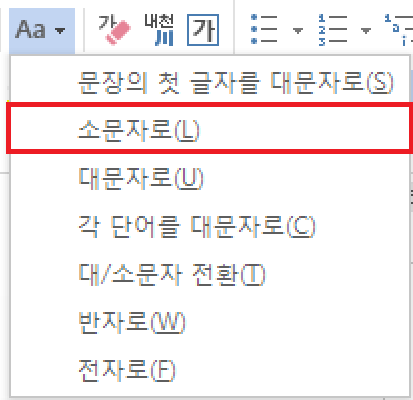 Aa 가 내천 川 가
문장의 첫 글자를 대문자로(S)
소문자로(L)
대문자로(U)
각 단어를 대문자로(C)
대/소문자 전환(T)
반자로(W)
전자로(F)